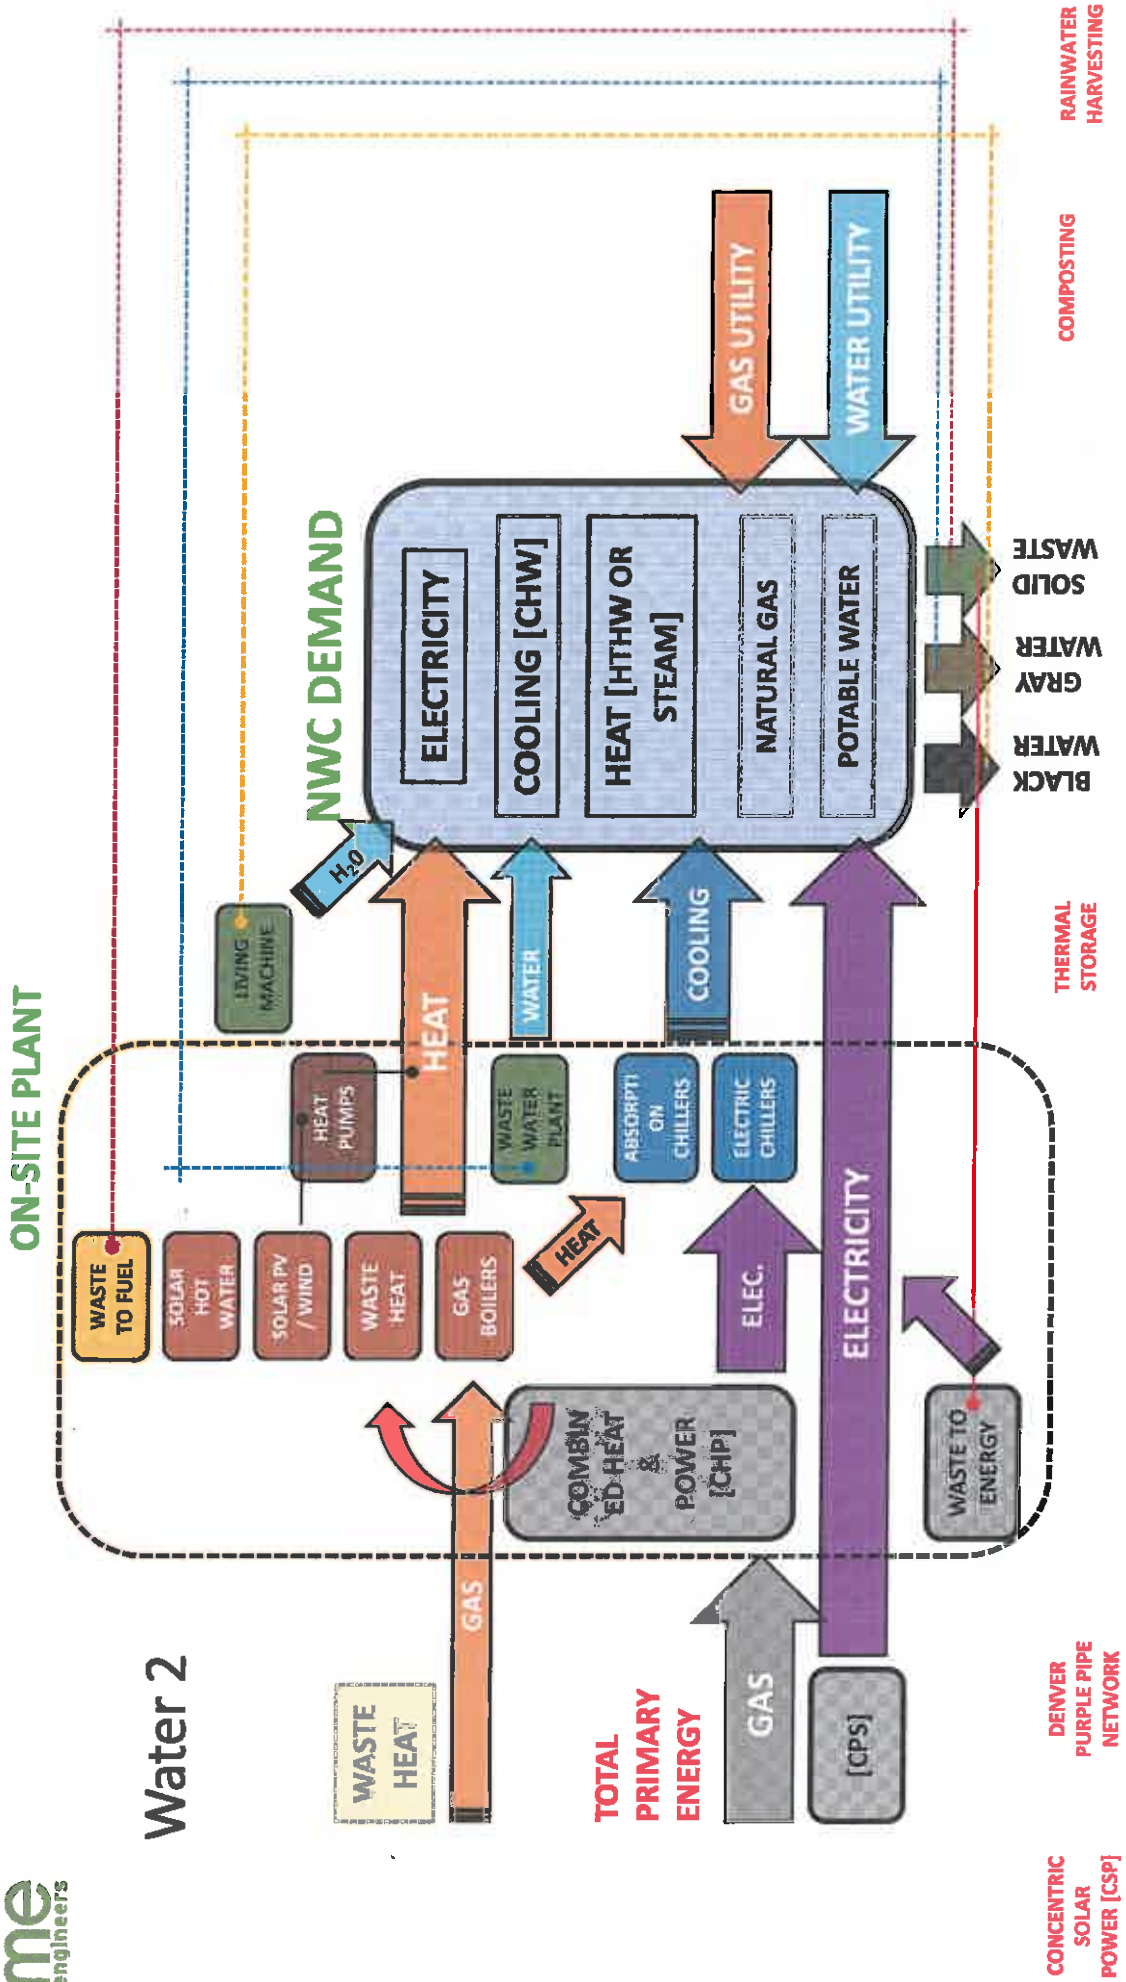 me
engineers
Water 2
ON-SITE PLANT
NWC DEMAND
WASTE
TO FUEL
SOLAR
HOT
WATER
SOLAR PV
/ WIND
WASTE
HEAT
GAS
BOILERS
HEAT
PUMPS
LIVING
MACHINE
H₂0
HEAT
WASTE
WATER
PLANT
WATER
HEAT
ABSORPTI
ON
CHILLERS
ELECTRIC
CHILLERS
COOLING
WASTE
HEAT
GAS
COMBIN
ED HEAT
&
POWER
[CHP]
ELEC.
TOTAL
PRIMARY
ENERGY
GAS
[CPS]
ELECTRICITY
WASTE TO
ENERGY
ELECTRICITY
COOLING [CHW]
HEAT [HTHW OR
STEAM]
NATURAL GAS
POTABLE WATER
GAS UTILITY
WATER UTILITY
BLACK
WATER
GRAY
WATER
SOLID
WASTE
CONCENTRIC
SOLAR
POWER [CSP]
DENVER
PURPLE PIPE
NETWORK
THERMAL
STORAGE
COMPOSTING
RAINWATER
HARVESTING